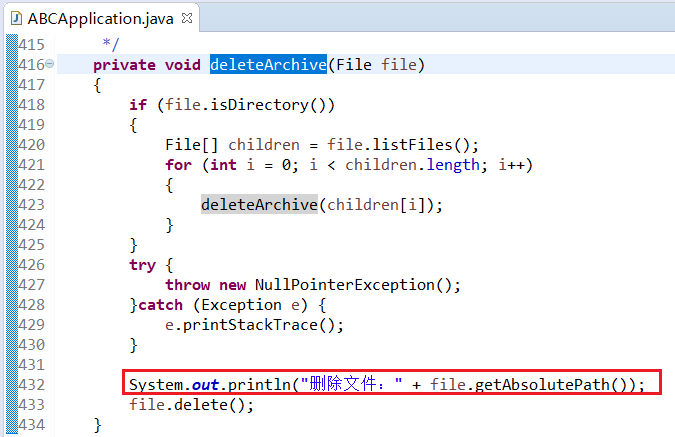 ABCApplication.java
415 */
416 private void deleteArchive(File file)
417 {
418 if (file.isDirectory())
419 {
420 File[] children = file.listFiles();
421 for (int i = 0; i < children.length; i++)
422 {
423 deleteArchive(children[i]);
424 }
425 }
426 try {
427 throw new NullPointerException();
428 }catch (Exception e) {
429 e.printStackTrace();
430 }
431
432 System.out.println("删除文件：" + file.getAbsolutePath());
433 file.delete();
434 }